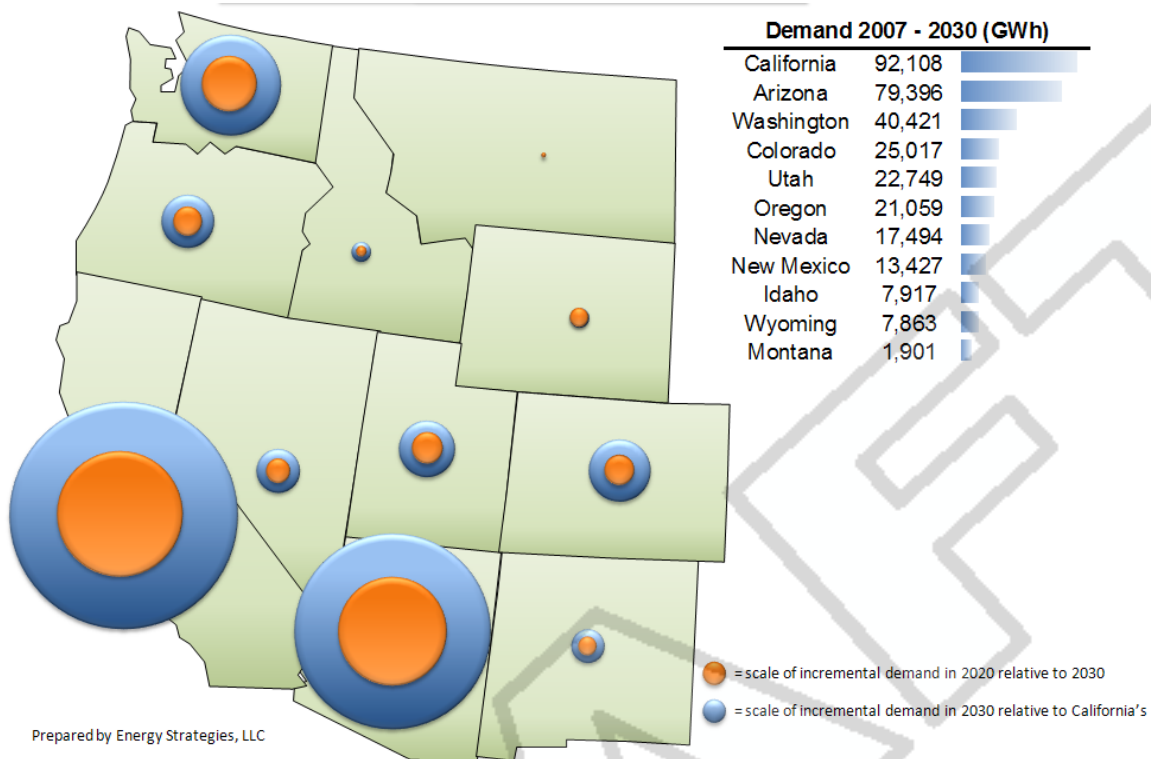 Demand 2007 - 2030 (GWh)
California 92,108
Arizona 79,396
Washington 40,421
Colorado 25,017
Utah 22,749
Oregon 21,059
Nevada 17,494
New Mexico 13,427
Idaho 7,917
Wyoming 7,863
Montana 1,901
= scale of incremental demand in 2020 relative to 2030
= scale of incremental demand in 2030 relative to California's
Prepared by Energy Strategies, LLC